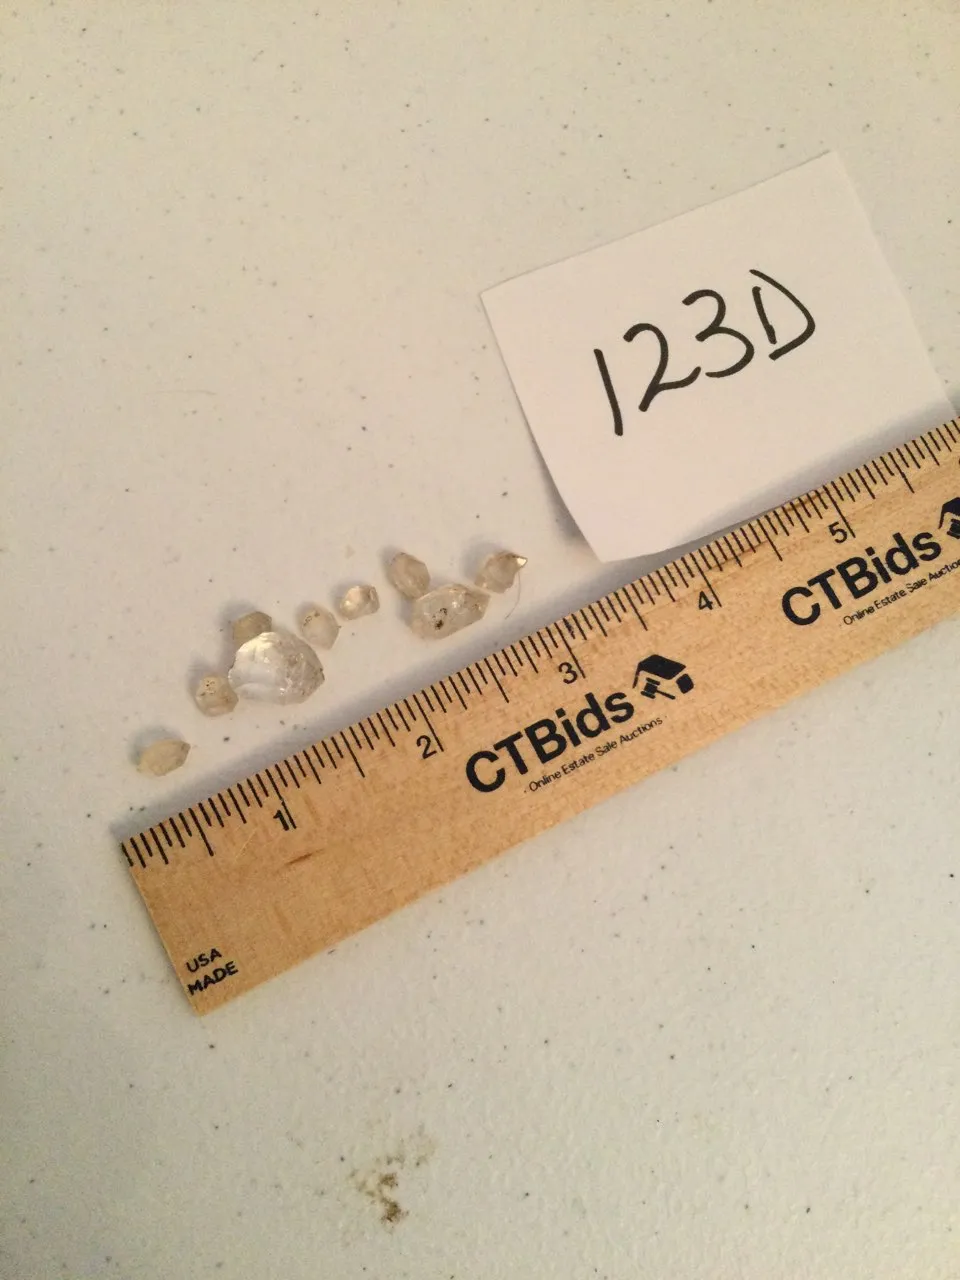 123D
1 2 3 4 5
CTBids
Online Estate Sale Auctions
CTBids
Online Estate Sale Auctions
USA
MADE